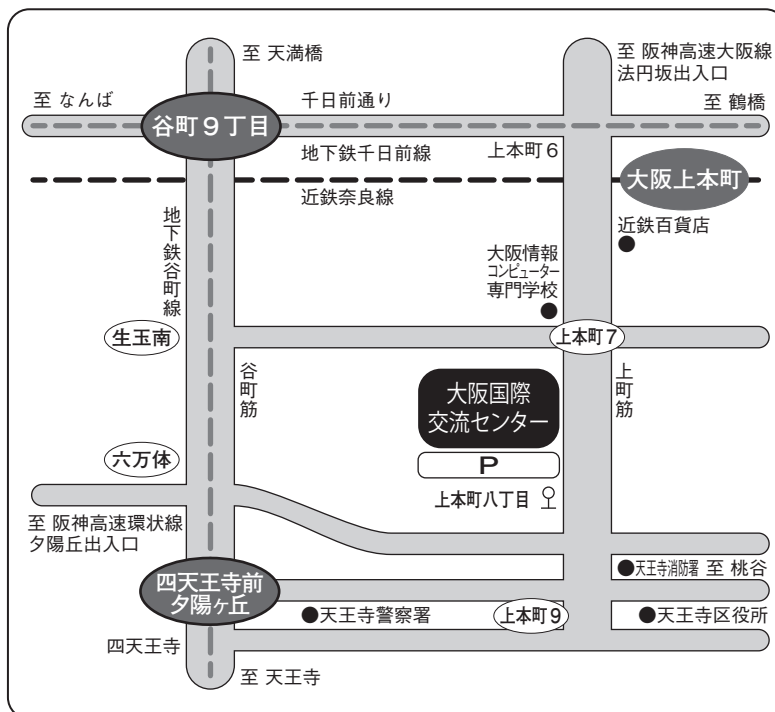 至 天満橋
至 阪神高速大阪線
法円坂出入口
至 なんば
千日前通り
至 鶴橋
谷町9丁目
地下鉄千日前線
上本町6
大阪上本町
近鉄奈良線
近鉄百貨店
地下鉄谷町線
大阪情報
コンピューター
専門学校
生玉南
上本町7
谷町筋
上町筋
大阪国際
交流センター
P
六万体
上本町八丁目
至 阪神高速環状線
夕陽丘出入口
天王寺消防署 至 桃谷
四天王寺前
夕陽ヶ丘
天王寺警察署
上本町9
天王寺区役所
四天王寺
至 天王寺